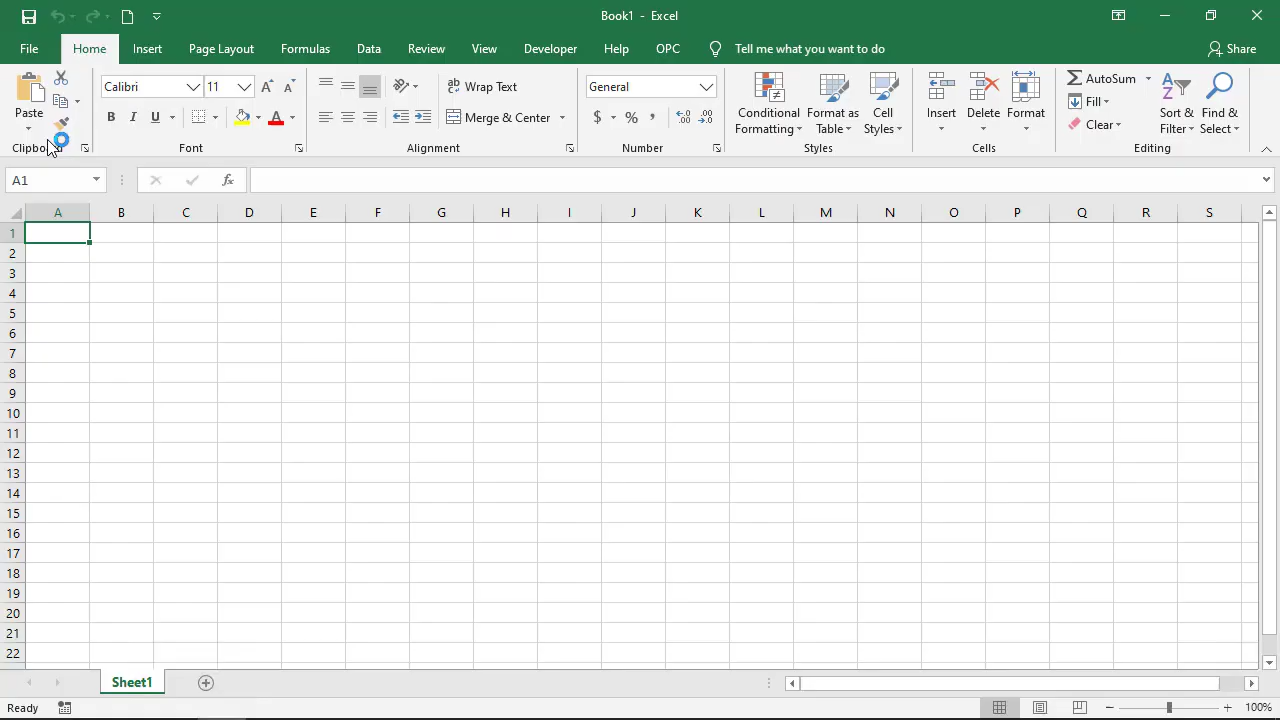 Book1 - Excel
File Home Insert Page Layout Formulas Data Review View Developer Help OPC Tell me what you want to do Share
Calibri 11 Wrap Text General AutoSum
Paste Conditional Formatting Format as Table Cell Styles Insert Delete Format Fill Sort & Filter Find & Select
B I U A Merge & Center $ % , Clear
Clipboard Font Alignment Number Styles Cells Editing
A1 fx
A B C D E F G H I J K L M N O P Q R S
1
2
3
4
5
6
7
8
9
10
11
12
13
14
15
16
17
18
19
20
21
22
Sheet1
Ready 100%